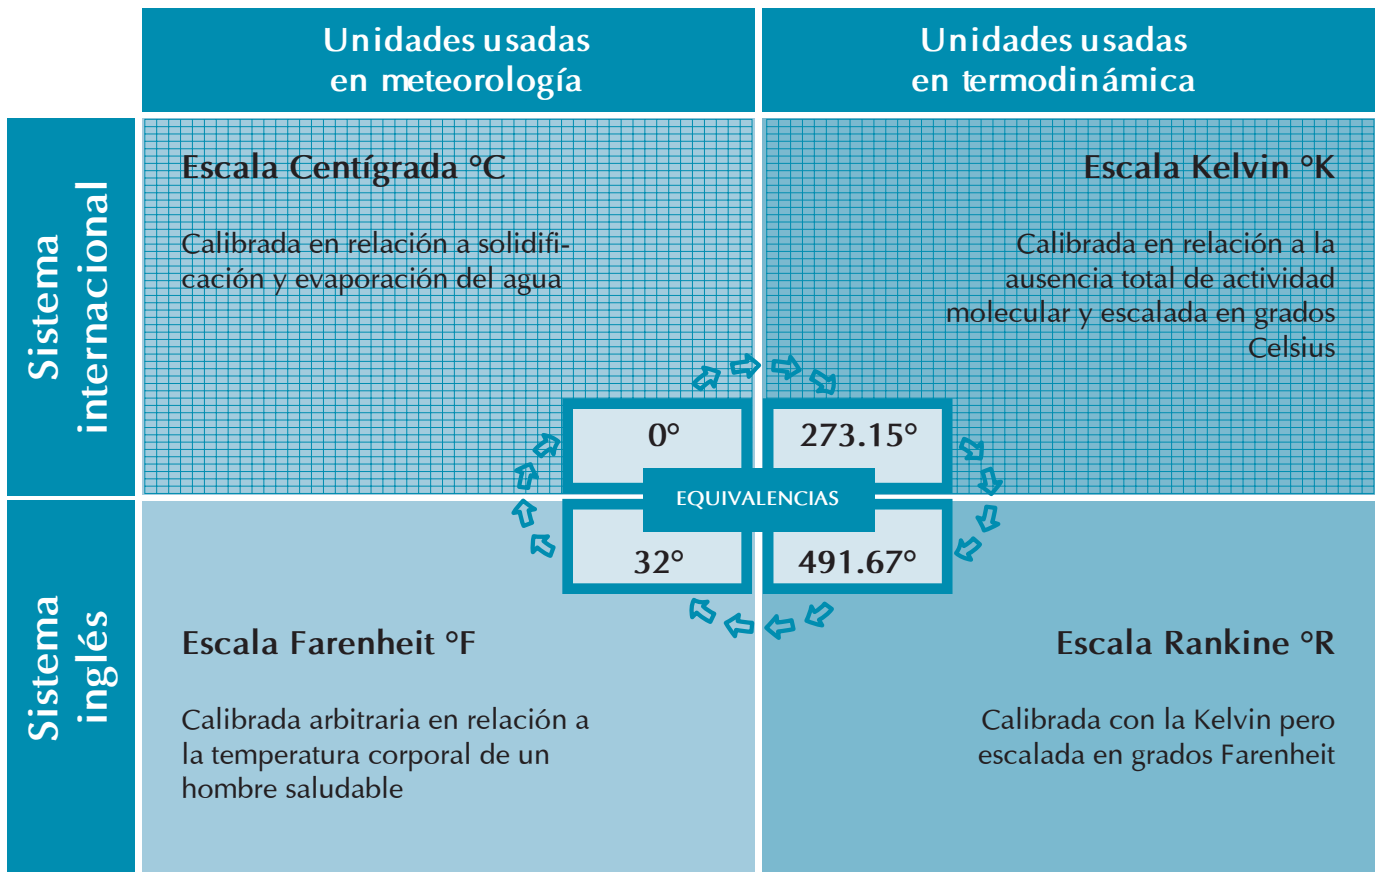 Unidades usadas
en meteorología
Unidades usadas
en termodinámica
Sistema
internacional
Escala Centígrada °C
Calibrada en relación a solidifi-
cación y evaporación del agua
Escala Kelvin °K
Calibrada en relación a la
ausencia total de actividad
molecular y escalada en grados
Celsius
0°
273.15°
EQUIVALENCIAS
32°
491.67°
Sistema
inglés
Escala Farenheit °F
Calibrada arbitraria en relación a
la temperatura corporal de un
hombre saludable
Escala Rankine °R
Calibrada con la Kelvin pero
escalada en grados Farenheit